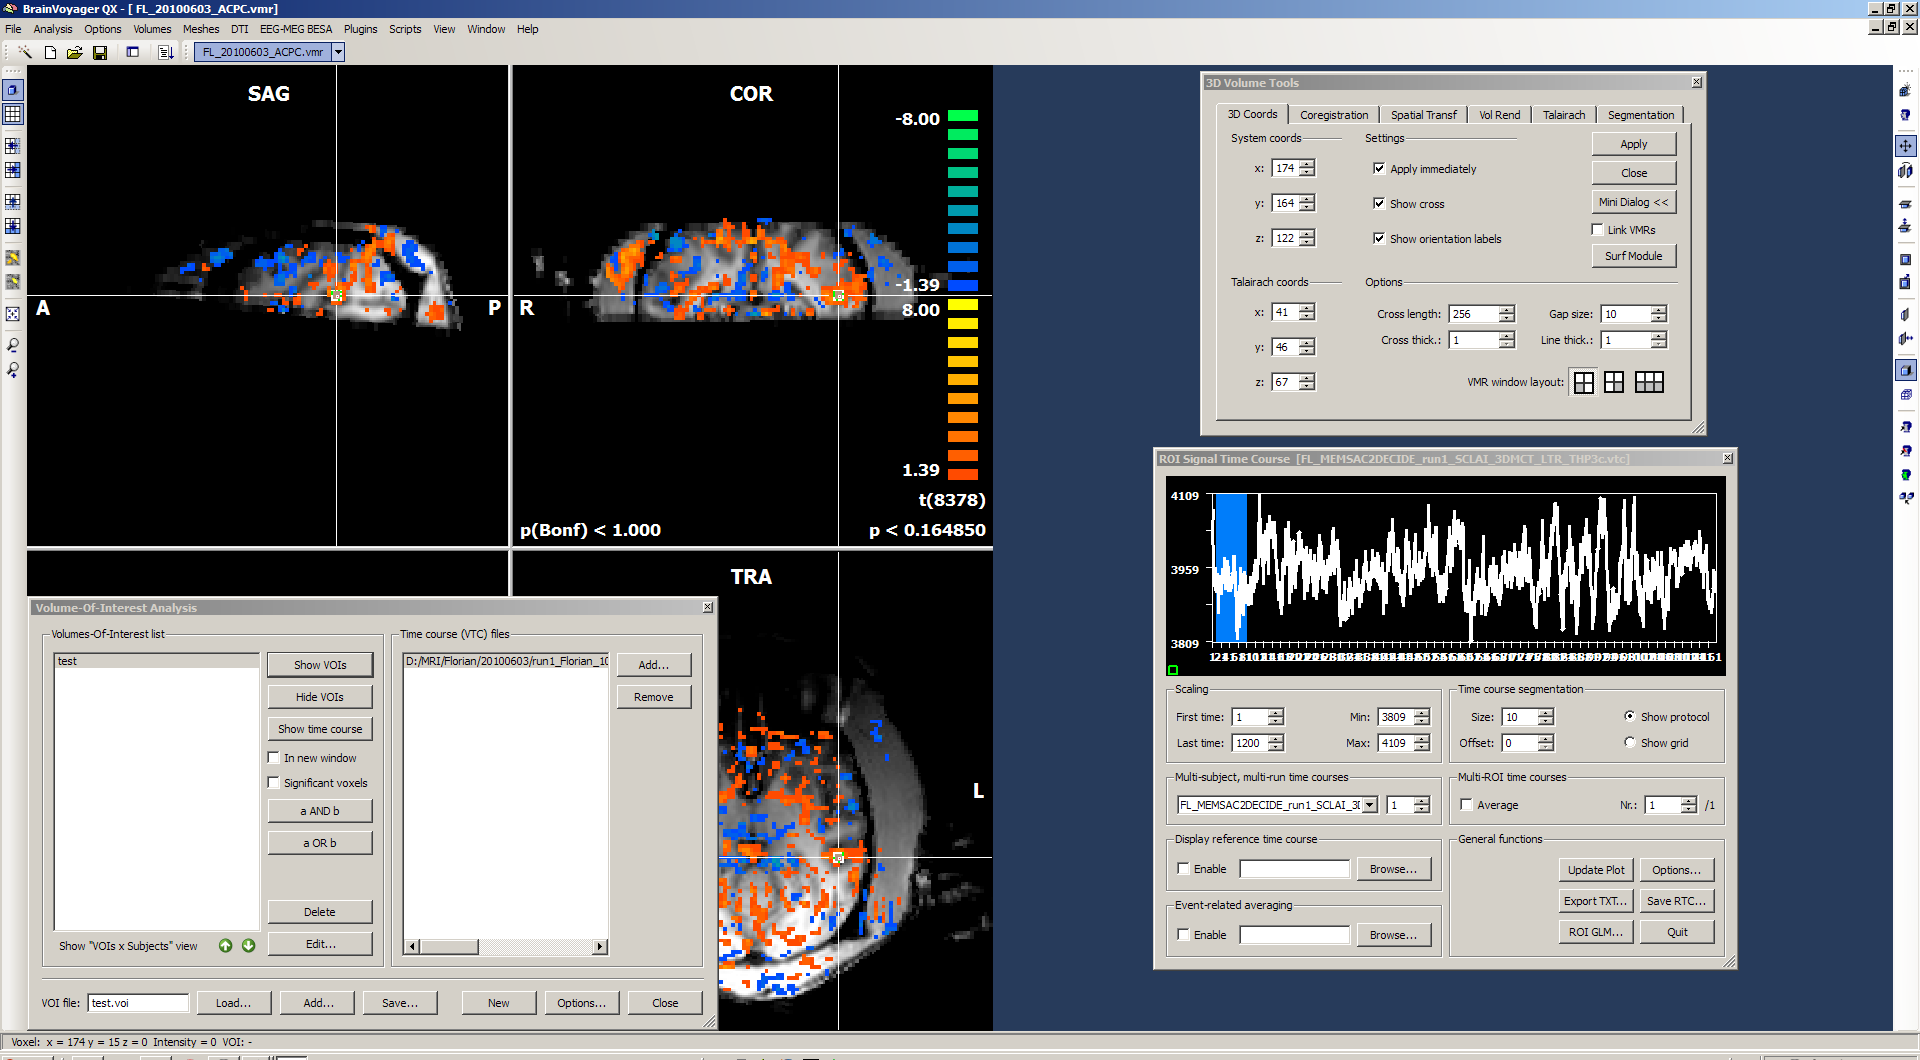 BrainVoyager QX - [ FL_20100603_ACPC.vmr]
File Analysis Options Volumes Meshes DTI EEG-MEG BESA Plugins Scripts View Window Help
FL_20100603_ACPC.vmr
SAG
A
P
COR
R
-8.00
-1.39
8.00
1.39
t(8378)
p(Bonf) < 1.000
p < 0.164850
TRA
L
3D Volume Tools
3D Coords Coregistration Spatial Transf Vol Rend Talairach Segmentation
System coords
x: 174
y: 164
z: 122
Settings
Apply immediately
Show cross
Show orientation labels
Apply
Close
Mini Dialog <<
Link VMRs
Surf Module
Talairach coords
x: 41
y: 46
z: 67
Options
Cross length: 256
Gap size: 10
Cross thick.: 1
Line thick.: 1
VMR window layout:
Volume-Of-Interest Analysis
Volumes-Of-Interest list
test
Show VOIs
Hide VOIs
Show time course
In new window
Significant voxels
a AND b
a OR b
Delete
Edit...
Show "VOIs x Subjects" view
Time course (VTC) files
D:/MRI/Florian/20100603/run1_Florian_10
Add...
Remove
VOI file: test.voi
Load... Add... Save... New Options... Close
ROI Signal Time Course [FL_MEMSAC2DECIDE_run1_SCLAI_3DMCT_LTR_THP3c.vtc]
4109
3959
3809
Scaling
First time: 1
Min: 3809
Last time: 1200
Max: 4109
Time course segmentation
Size: 10
Show protocol
Offset: 0
Show grid
Multi-subject, multi-run time courses
FL_MEMSAC2DECIDE_run1_SCLAI_3I
1
Multi-ROI time courses
Average
Nr.: 1 /1
Display reference time course
Enable
Browse...
Event-related averaging
Enable
Browse...
General functions
Update Plot
Options...
Export TXT...
Save RTC...
ROI GLM...
Quit
Voxel: x = 174 y = 15 z = 0 Intensity = 0 VOI: -